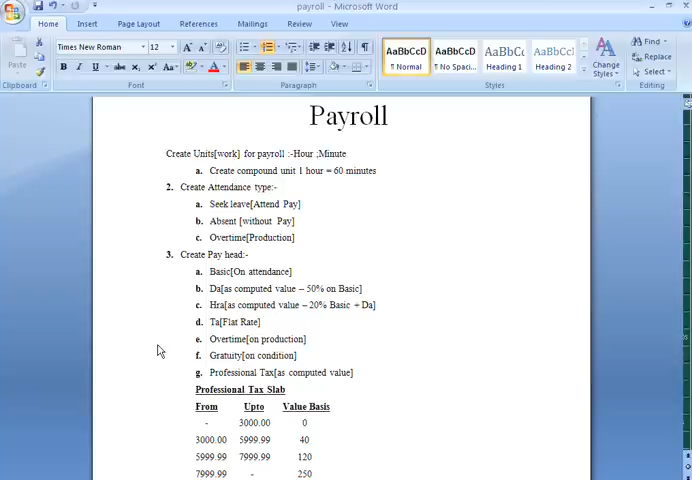 payroll - Microsoft Word
Home Insert Page Layout References Mailings Review View
Paste
Times New Roman 12
B I U abe x₂ x² Aa A
AaBbCcD AaBbCcD AaBbC AaBbCc
¶ Normal ¶ No Spaci... Heading 1 Heading 2
Change Styles
Find
Replace
Select
Clipboard Font Paragraph Styles Editing
Payroll
Create Units[work] for payroll :-Hour ;Minute
a. Create compound unit 1 hour = 60 minutes
2. Create Attendance type:-
a. Seek leave[Attend Pay]
b. Absent [without Pay]
c. Overtime[Production]
3. Create Pay head:-
a. Basic[On attendance]
b. Da[as computed value – 50% on Basic]
c. Hra[as computed value – 20% Basic + Da]
d. Ta[Flat Rate]
e. Overtime[on production]
f. Gratuity[on condition]
g. Professional Tax[as computed value]
Professional Tax Slab
From Upto Value Basis
- 3000.00 0
3000.00 5999.99 40
5999.99 7999.99 120
7999.99 - 250